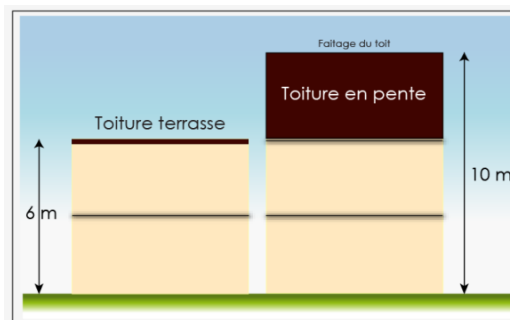 Faîtage du toit
Toiture en pente
Toiture terrasse
10 m
6 m